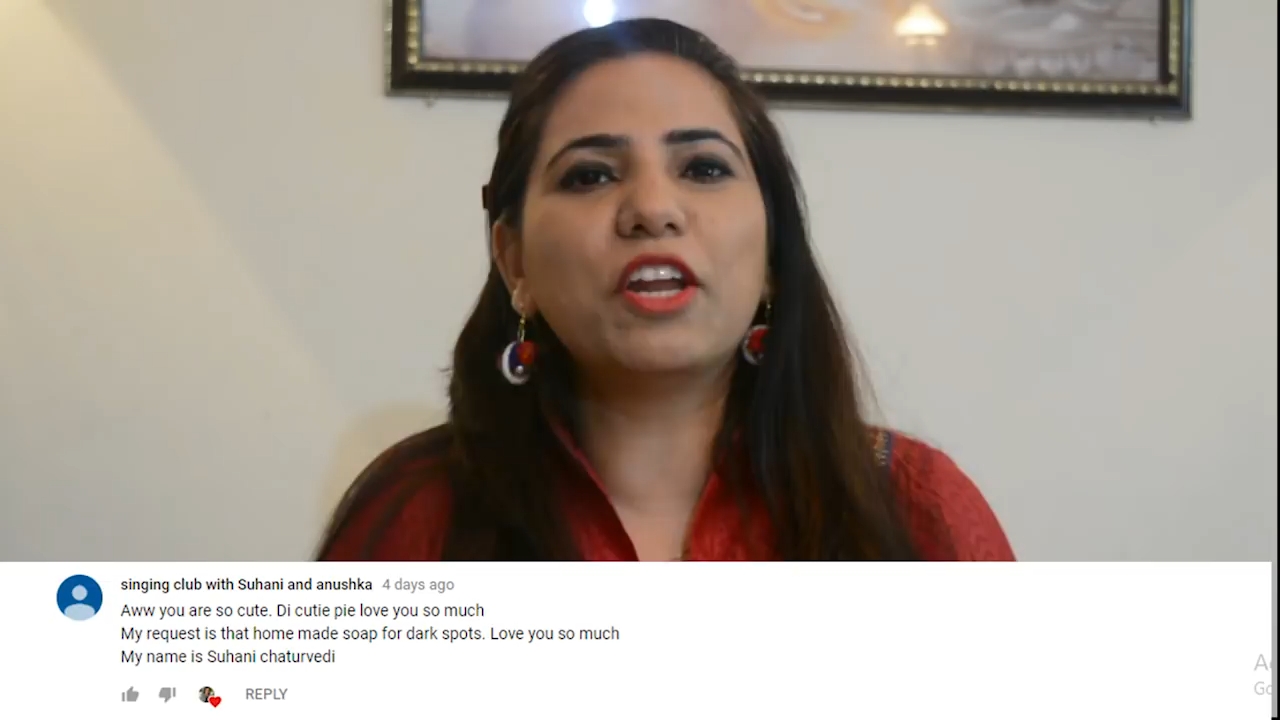 singing club with Suhani and anushka 4 days ago
Aww you are so cute. Di cutie pie love you so much
My request is that home made soap for dark spots. Love you so much
My name is Suhani chaturvedi
REPLY